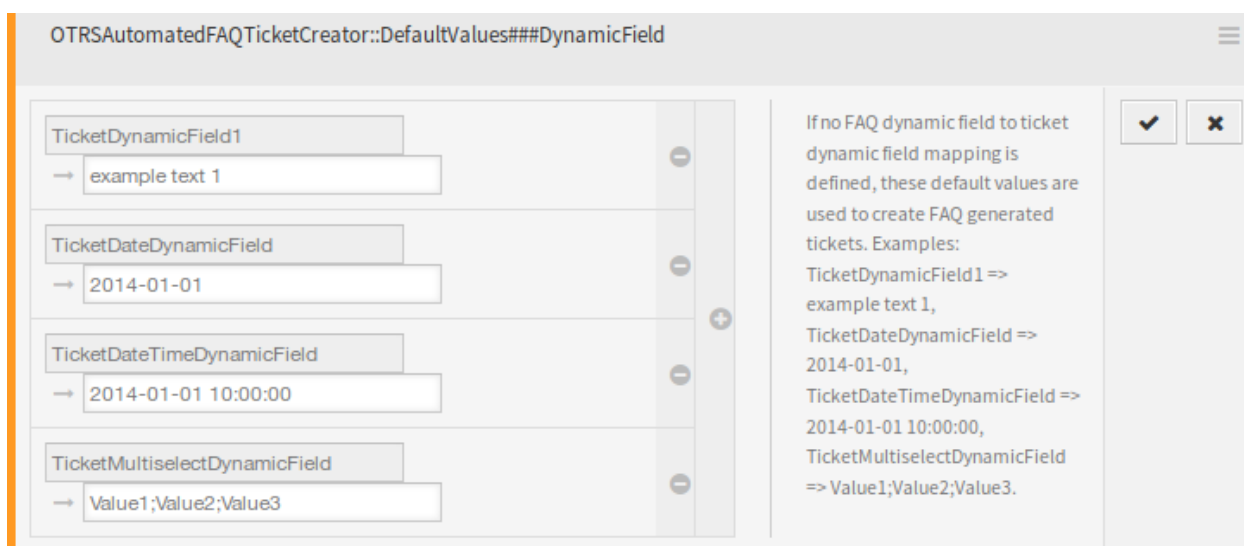 OTRSAutomatedFAQTicketCreator::DefaultValues###DynamicField
TicketDynamicField1
example text 1
TicketDateDynamicField
2014-01-01
TicketDateTimeDynamicField
2014-01-01 10:00:00
TicketMultiselectDynamicField
Value1;Value2;Value3
If no FAQ dynamic field to ticket
dynamic field mapping is
defined, these default values are
used to create FAQ generated
tickets. Examples:
TicketDynamicField1 =>
example text 1,
TicketDateDynamicField =>
2014-01-01,
TicketDateTimeDynamicField =>
2014-01-01 10:00:00,
TicketMultiselectDynamicField
=> Value1;Value2;Value3.